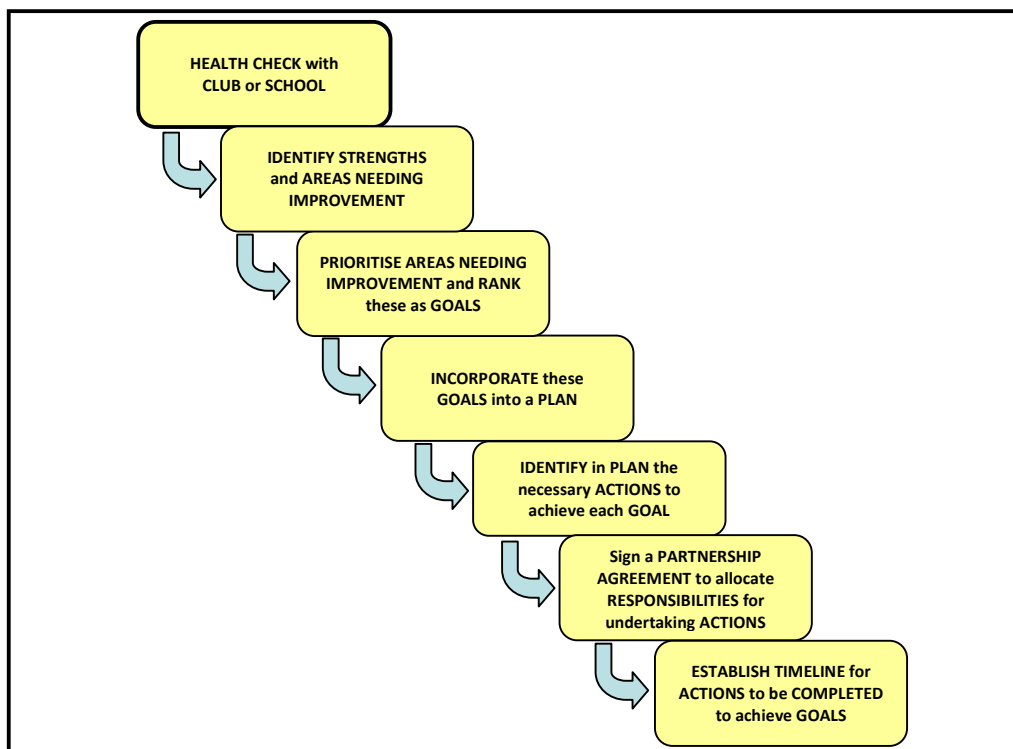 HEALTH CHECK with
CLUB or SCHOOL
IDENTIFY STRENGTHS
and AREAS NEEDING
IMPROVEMENT
PRIORITISE AREAS NEEDING
IMPROVEMENT and RANK
these as GOALS
INCORPORATE these
GOALS into a PLAN
IDENTIFY in PLAN the
necessary ACTIONS to
achieve each GOAL
Sign a PARTNERSHIP
AGREEMENT to allocate
RESPONSIBILITIES for
undertaking ACTIONS
ESTABLISH TIMELINE for
ACTIONS to be COMPLETED
to achieve GOALS